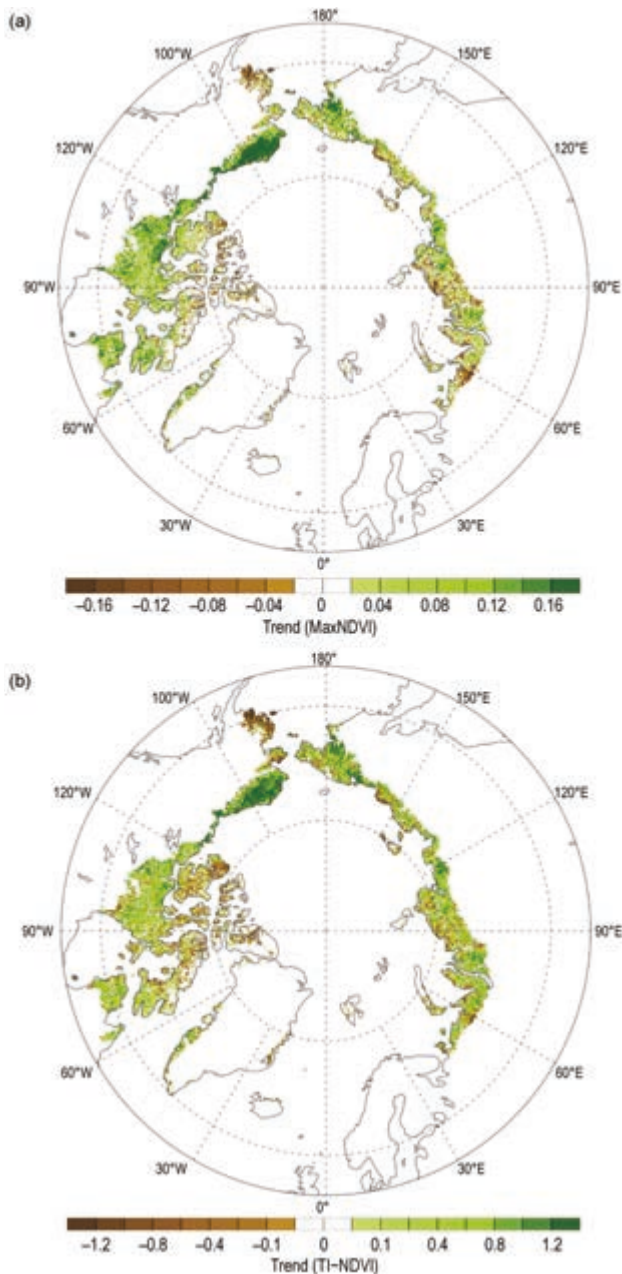 (a)
180°
100°W
150°E
120°W
120°E
90°W
90°E
60°W
60°E
30°W
30°E
0°
−0.16 −0.12 −0.08 −0.04 0 0.04 0.08 0.12 0.16
Trend (MaxNDVI)
(b)
180°
100°W
150°E
120°W
120°E
90°W
90°E
60°W
60°E
30°W
30°E
0°
−1.2 −0.8 −0.4 −0.1 0 0.1 0.4 0.8 1.2
Trend (TI−NDVI)